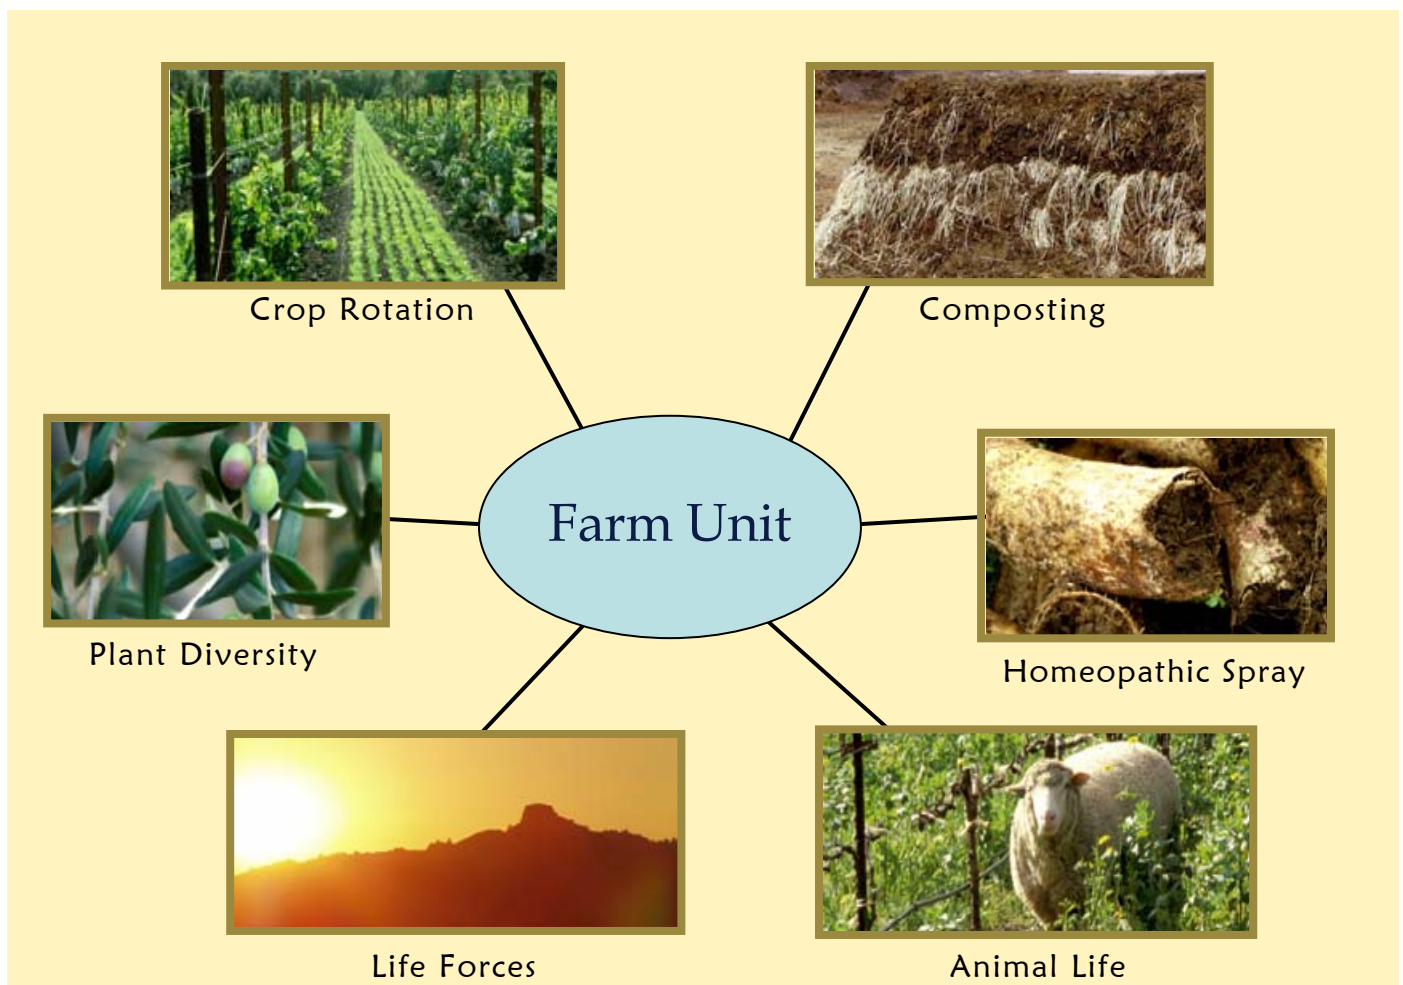 Crop Rotation
Composting
Farm Unit
Plant Diversity
Homeopathic Spray
Life Forces
Animal Life